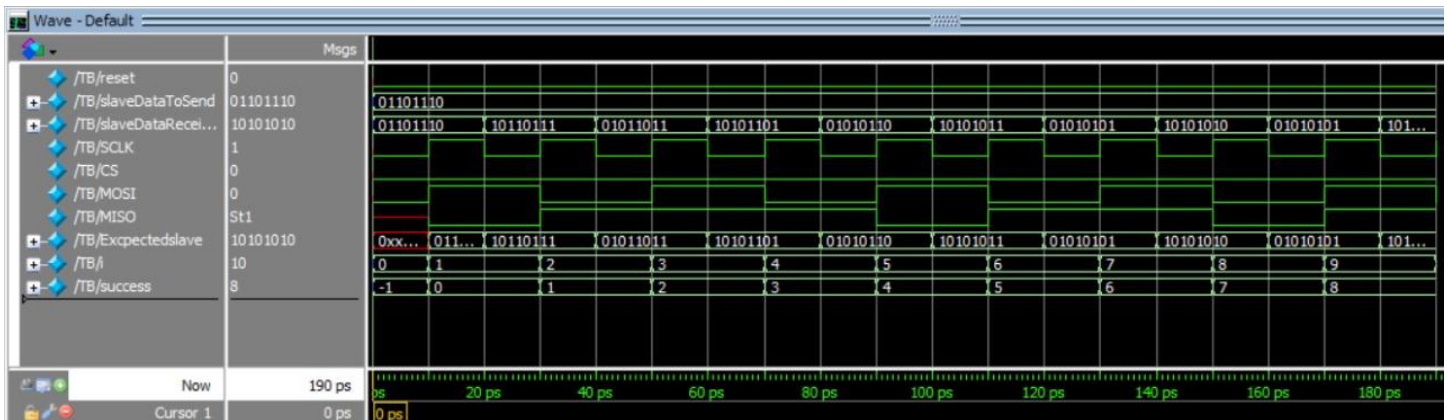 Wave - Default
Msgs
/TB/reset 0
/TB/slaveDataToSend 01101110 01101110
/TB/slaveDataRecei... 10101010 01101110 10110111 01011011 10101101 01010110 10101011 01010101 10101010 01010101 101...
/TB/SCLK 1
/TB/CS 0
/TB/MOSI 0
/TB/MISO St1
/TB/Excpectedslave 10101010 0xx... 011... 10110111 01011011 10101101 01010110 10101011 01010101 10101010 01010101 101...
/TB/i 10 0 1 2 3 4 5 6 7 8 9
/TB/success 8 -1 0 1 2 3 4 5 6 7 8
Now 190 ps ps 20 ps 40 ps 60 ps 80 ps 100 ps 120 ps 140 ps 160 ps 180 ps
Cursor 1 0 ps 0 ps